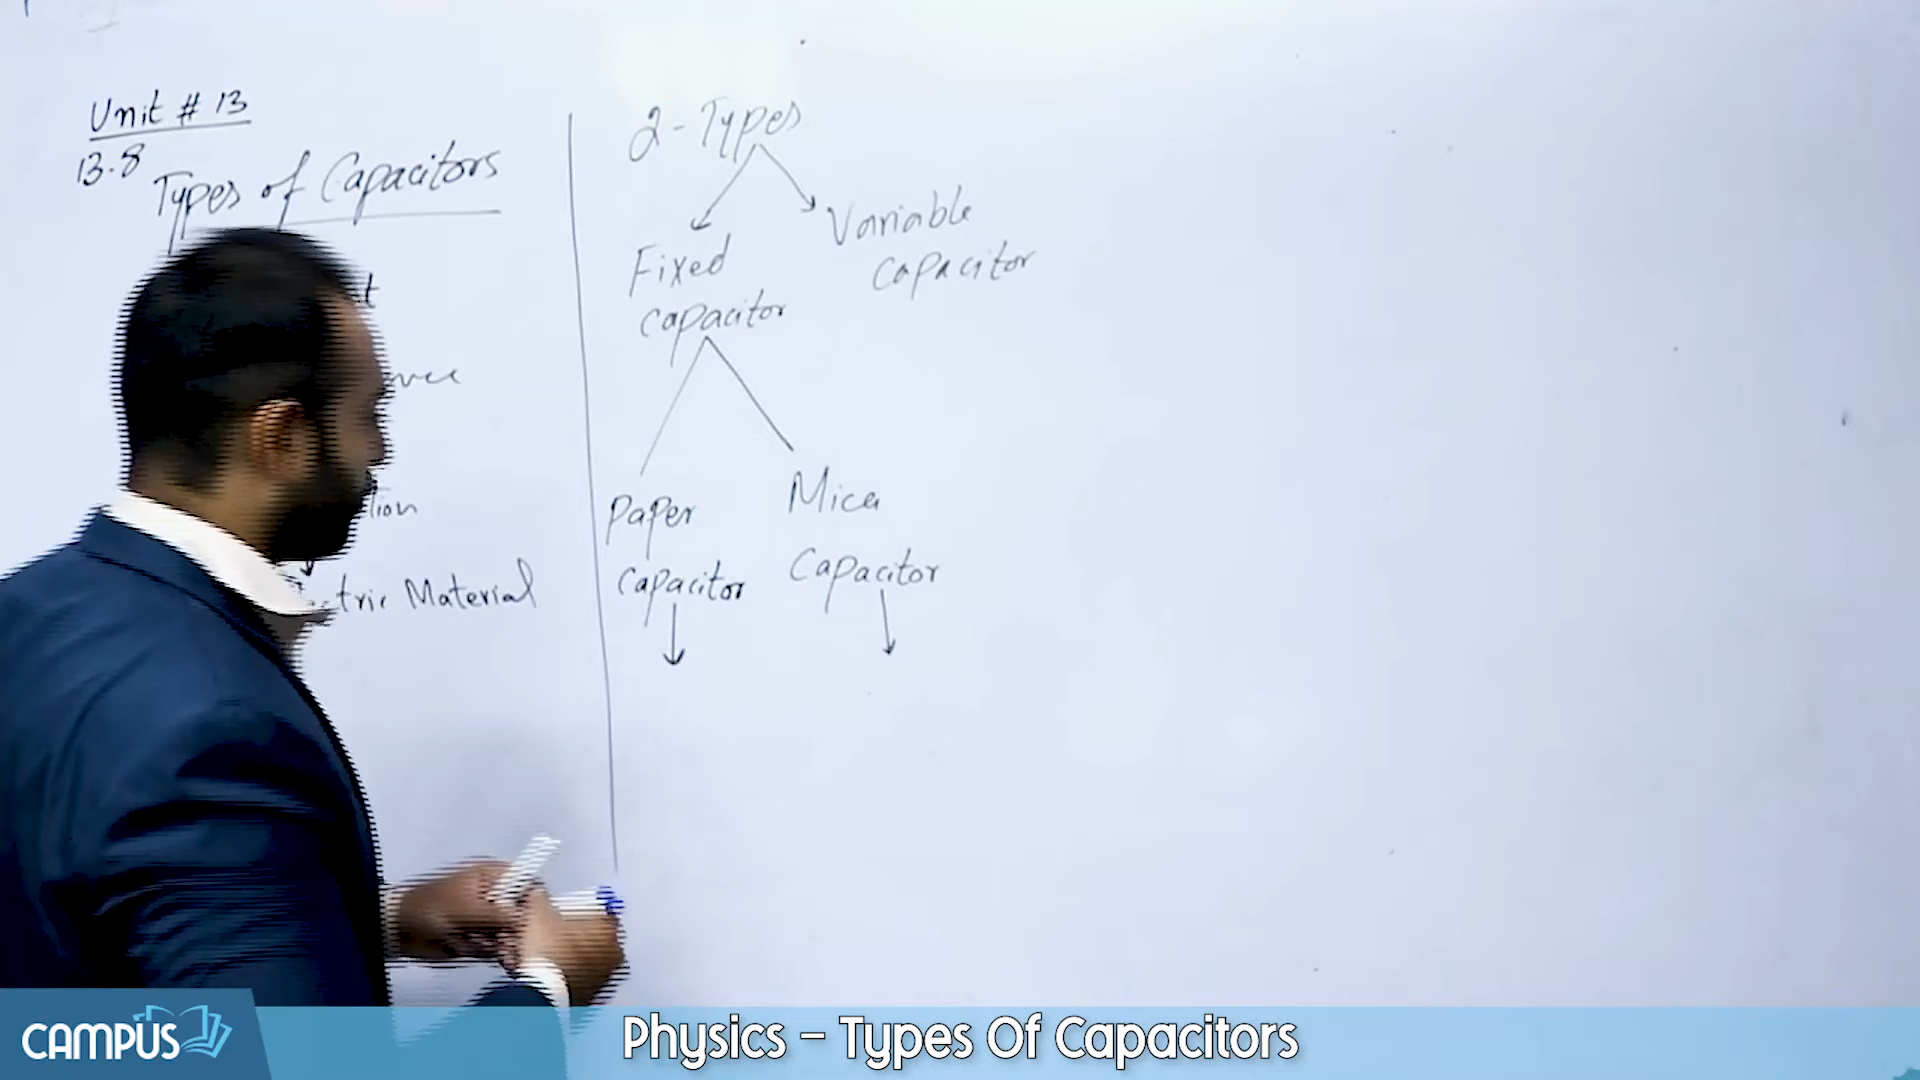 Unit # 13
13.8
Types of Capacitors
Material
2-Types
Fixed
capacitor
Variable
capacitor
Paper
capacitor
Mica
Capacitor
CAMPUS
Physics – Types Of Capacitors